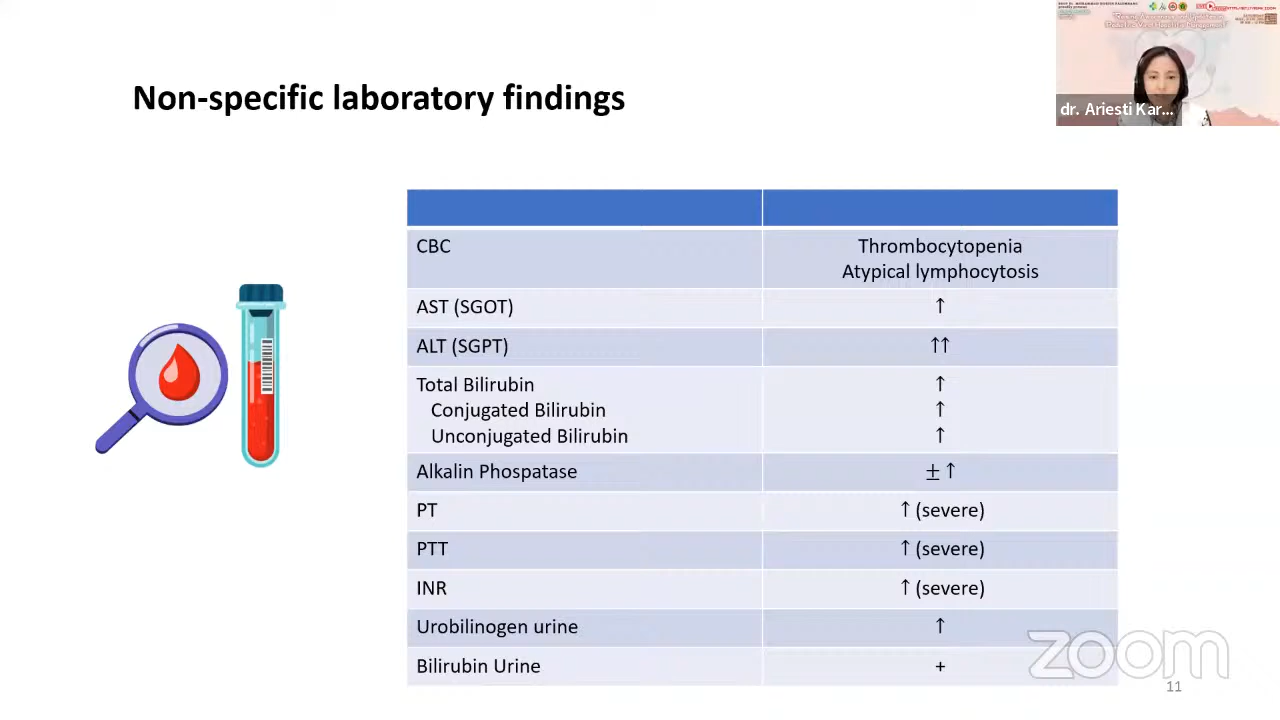 Non-specific laboratory findings
dr. Ariesti Kar...
CBC
Thrombocytopenia
Atypical lymphocytosis
AST (SGOT) ↑
ALT (SGPT) ↑↑
Total Bilirubin ↑
Conjugated Bilirubin ↑
Unconjugated Bilirubin ↑
Alkalin Phospatase ± ↑
PT ↑ (severe)
PTT ↑ (severe)
INR ↑ (severe)
Urobilinogen urine ↑
Bilirubin Urine +
zoom
11